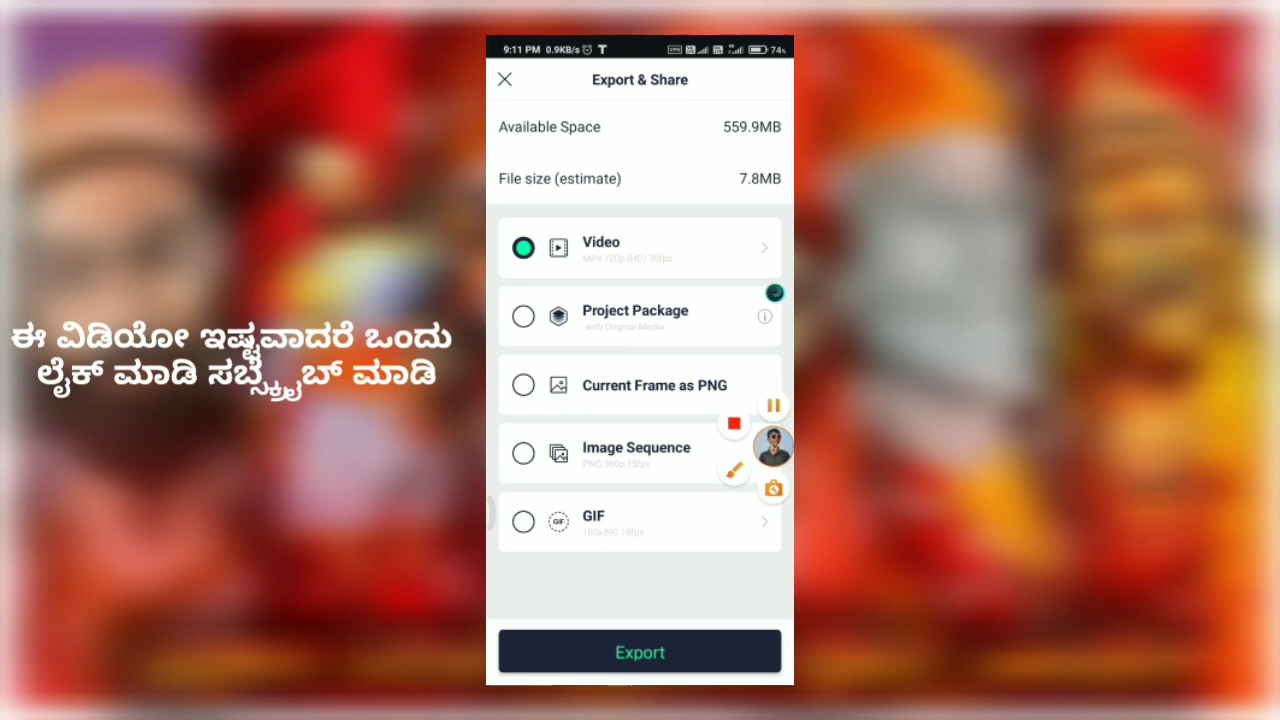 9:11 PM 0.9KB/s
VPN
74%
Export & Share
Available Space 559.9MB
File size (estimate) 7.8MB
Video
MP4 720p (HD) 30fps
Project Package
with Original Media
Current Frame as PNG
Image Sequence
PNG 360p 15fps
GIF GIF
180x390 15fps
Export
ಈ ವಿಡಿಯೋ ಇಷ್ಟವಾದರೆ ಒಂದು
ಲೈಕ್ ಮಾಡಿ ಸಬ್ಸ್ಕ್ರೈಬ್ ಮಾಡಿ